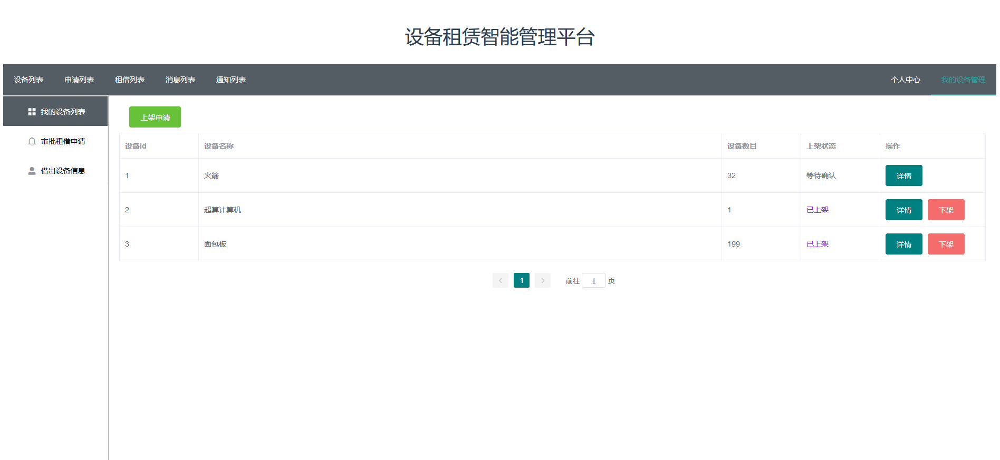 设备租赁智能管理平台
设备列表 申请列表 租借列表 消息列表 通知列表 个人中心 我的设备管理
我的设备列表
审批租借申请
借出设备信息
上架申请
设备id 设备名称 设备数目 上架状态 操作
1 火箭 32 等待确认 详情
2 超算计算机 1 已上架 详情 下架
3 面包板 199 已上架 详情 下架
1 前往 1 页